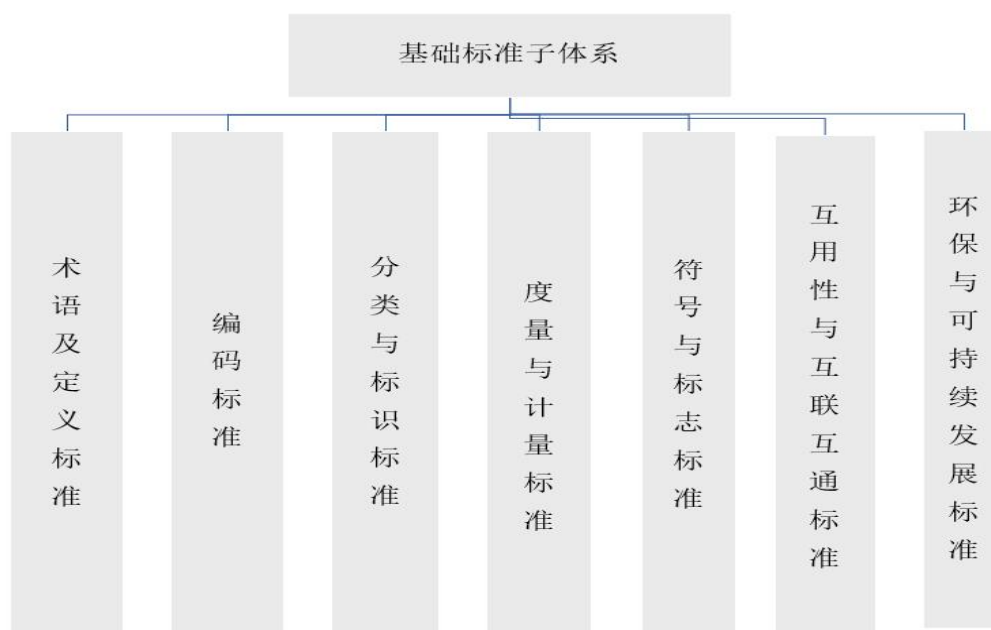 基础标准子体系
术语及定义标准
编码标准
分类与标识标准
度量与计量标准
符号与标志标准
互用性与互联互通标准
环保与可持续发展标准